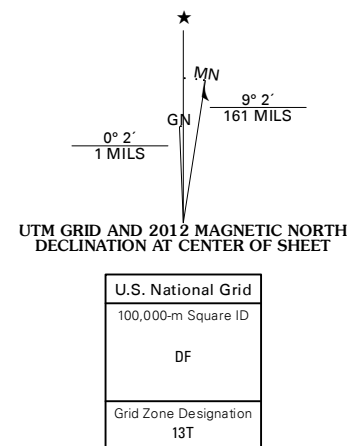 ★
MN
GN
9° 2´
161 MILS
0° 2´
1 MILS
UTM GRID AND 2012 MAGNETIC NORTH
DECLINATION AT CENTER OF SHEET
U.S. National Grid
100,000-m Square ID
DF
Grid Zone Designation
13T